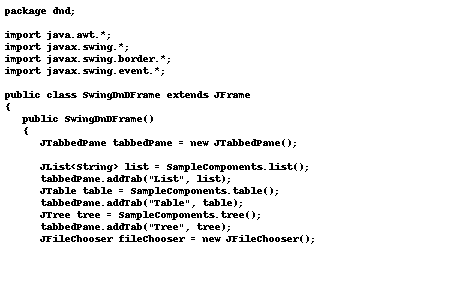 package dnd;
import java.awt.*;
import javax.swing.*;
import javax.swing.border.*;
import javax.swing.event.*;
public class SwingDnDFrame extends JFrame
{
public SwingDnDFrame()
{
JTabbedPane tabbedPane = new JTabbedPane();
JList<String> list = SampleComponents.list();
tabbedPane.addTab("List", list);
JTable table = SampleComponents.table();
tabbedPane.addTab("Table", table);
JTree tree = SampleComponents.tree();
tabbedPane.addTab("Tree", tree);
JFileChooser fileChooser = new JFileChooser();